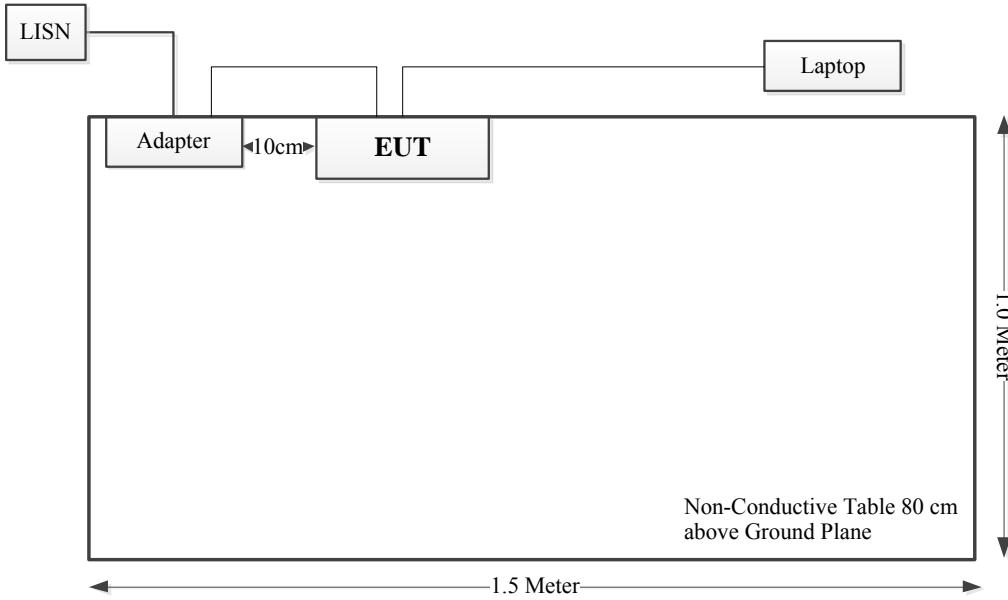 LISN
Laptop
Adapter
10cm
EUT
1.0 Meter
Non-Conductive Table 80 cm
above Ground Plane
1.5 Meter